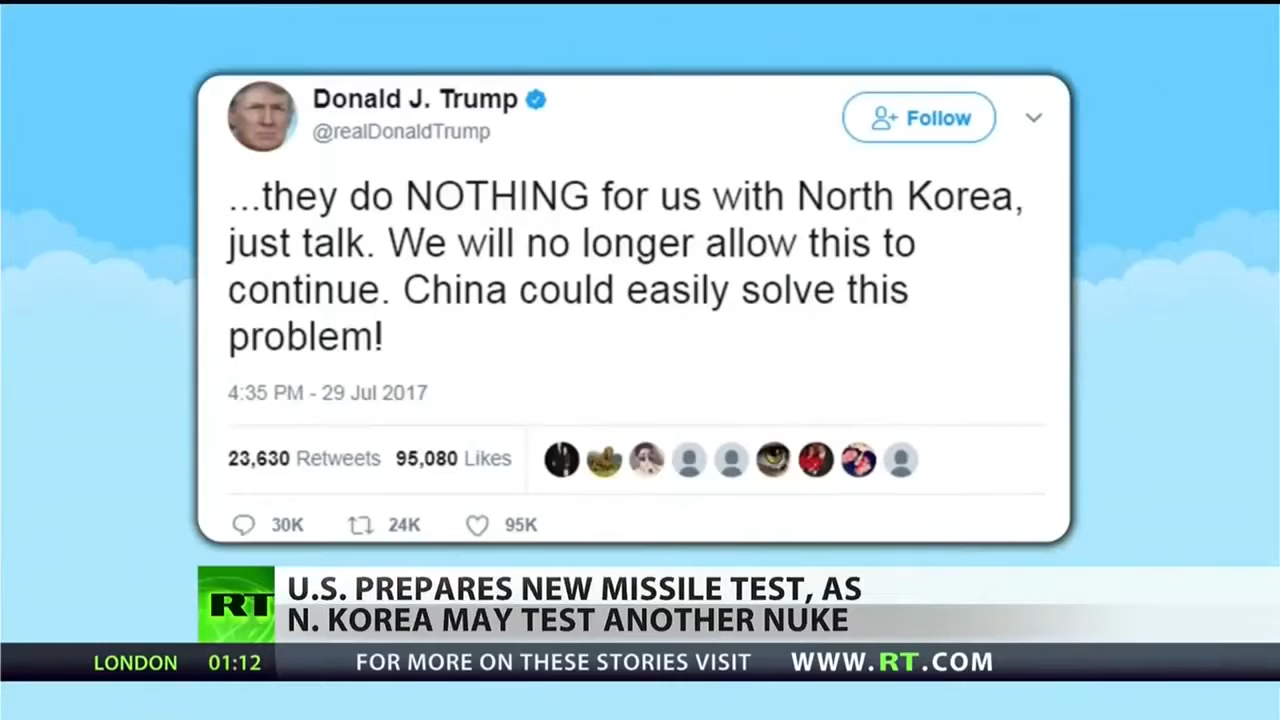 Donald J. Trump
@realDonaldTrump
Follow
...they do NOTHING for us with North Korea,
just talk. We will no longer allow this to
continue. China could easily solve this
problem!
4:35 PM - 29 Jul 2017
23,630 Retweets 95,080 Likes
30K 24K 95K
RT
U.S. PREPARES NEW MISSILE TEST, AS
N. KOREA MAY TEST ANOTHER NUKE
LONDON 01:12 FOR MORE ON THESE STORIES VISIT WWW.RT.COM